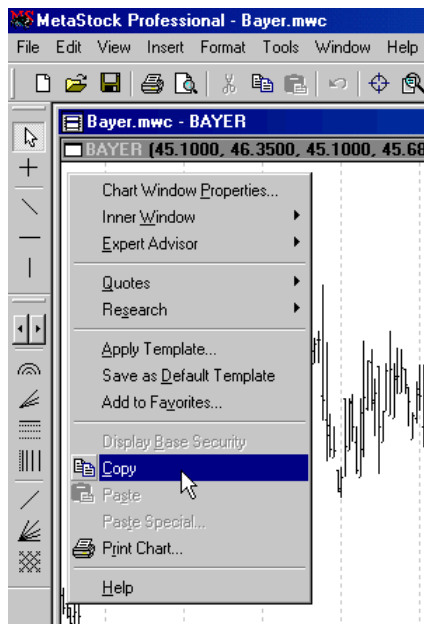 MetaStock Professional - Bayer.mwc
File Edit View Insert Format Tools Window Help
Bayer.mwc - BAYER
BAYER (45.1000, 46.3500, 45.1000, 45.68
Chart Window Properties...
Inner Window
Expert Advisor
Quotes
Research
Apply Template...
Save as Default Template
Add to Favorites...
Display Base Security
Copy
Paste
Paste Special...
Print Chart...
Help